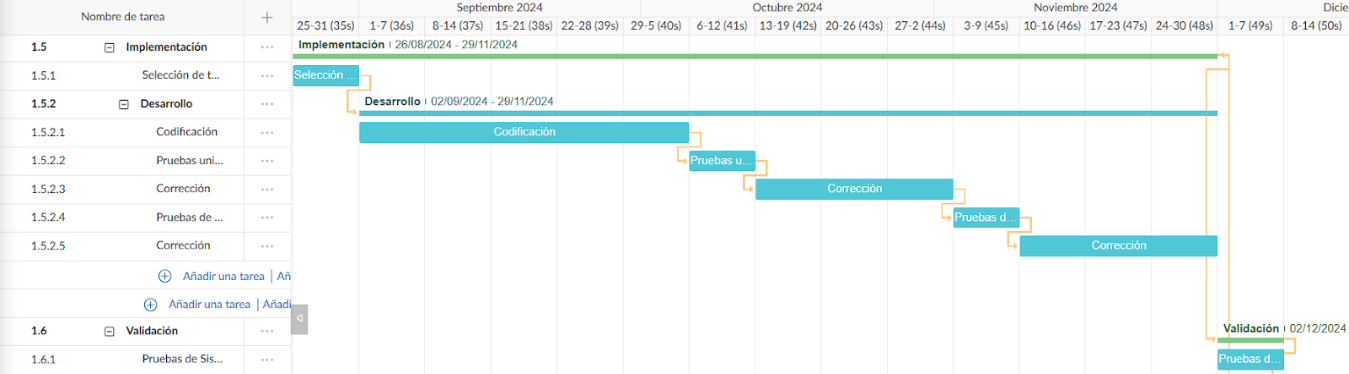 Nombre de tarea
Septiembre 2024 Octubre 2024 Noviembre 2024 Dicie
25-31 (35s) 1-7 (36s) 8-14 (37s) 15-21 (38s) 22-28 (39s) 29-5 (40s) 6-12 (41s) 13-19 (42s) 20-26 (43s) 27-2 (44s) 3-9 (45s) 10-16 (46s) 17-23 (47s) 24-30 (48s) 1-7 (49s) 8-14 (50s)
1.5 Implementación ... Implementación 26/08/2024 - 29/11/2024
1.5.1 Selección de t... ... Selección ...
1.5.2 Desarrollo ... Desarrollo 02/09/2024 - 29/11/2024
1.5.2.1 Codificación ... Codificación
1.5.2.2 Pruebas uni... ... Pruebas u...
1.5.2.3 Corrección ... Corrección
1.5.2.4 Pruebas de ... ... Pruebas d...
1.5.2.5 Corrección ... Corrección
Añadir una tarea | Añ
Añadir una tarea | Añadi
1.6 Validación ... Validación 02/12/2024
1.6.1 Pruebas de Sis... ... Pruebas d...